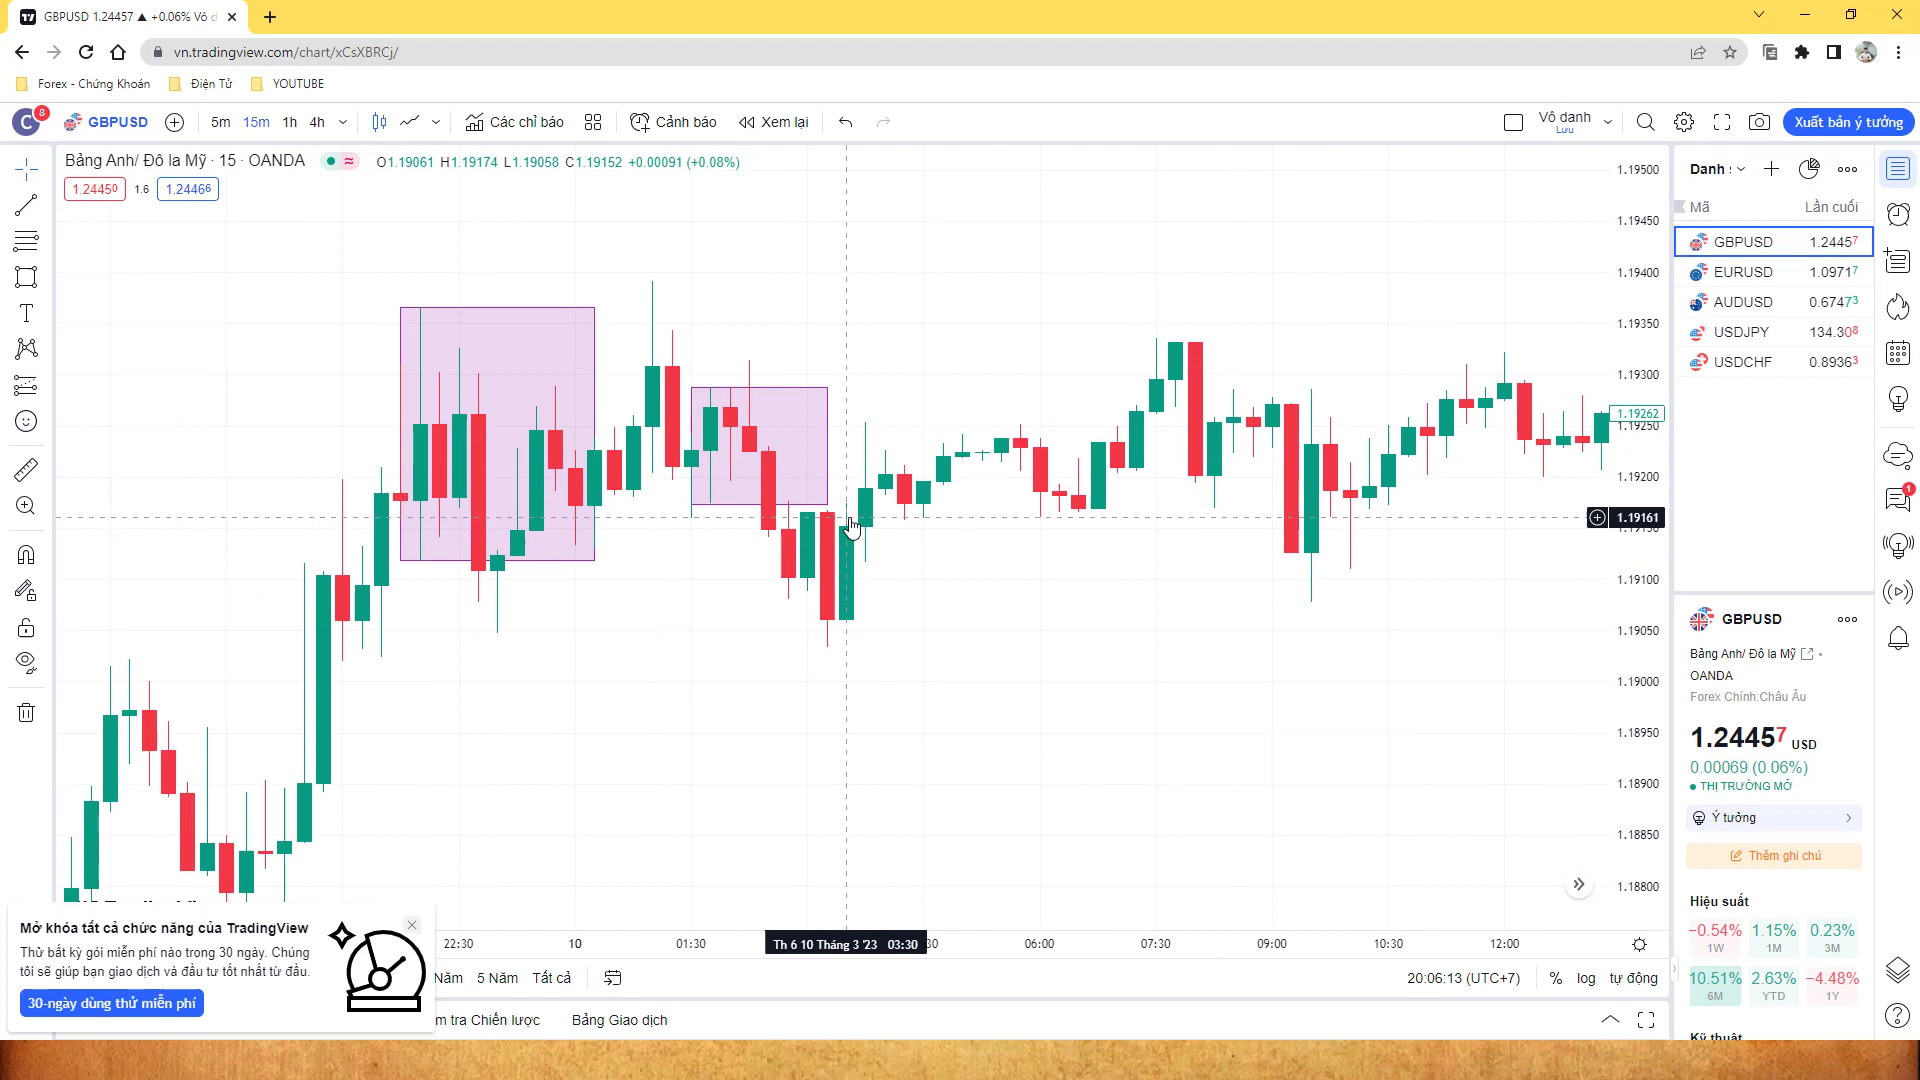 GBPUSD 1.24457 ▲ +0.06% Vô d
vn.tradingview.com/chart/xCsXBRCj/
Forex - Chứng Khoán Điện Tử YOUTUBE
C 8 GBPUSD 5m 15m 1h 4h Các chỉ báo Cảnh báo Xem lại Vô danh Lưu Xuất bản ý tưởng
Bảng Anh/ Đô la Mỹ · 15 · OANDA O1.19061 H1.19174 L1.19058 C1.19152 +0.00091 (+0.08%)
1.24450 1.6 1.24466
1.19500
1.19450
1.19400
1.19350
1.19300
1.19262
1.19250
1.19200
1.19161
1.19100
1.19050
1.19000
1.18950
1.18900
1.18850
1.18800
22:30 10 01:30 Th 6 10 Tháng 3 '23 03:30 30 06:00 07:30 09:00 10:30 12:00
Năm 5 Năm Tất cả 20:06:13 (UTC+7) % log tự động
m tra Chiến lược Bảng Giao dịch
Mở khóa tất cả chức năng của TradingView
Thử bất kỳ gói miễn phí nào trong 30 ngày. Chúng
tôi sẽ giúp bạn giao dịch và đầu tư tốt nhất từ đầu.
30-ngày dùng thử miễn phí
Danh
Mã Lần cuối
GBPUSD 1.24457
EURUSD 1.09717
AUDUSD 0.67473
USDJPY 134.308
USDCHF 0.89363
1
GBPUSD
Bảng Anh/ Đô la Mỹ
OANDA
Forex Chính:Châu Âu
1.24457 USD
0.00069 (0.06%)
THỊ TRƯỜNG MỞ
Ý tưởng
Thêm ghi chú
Hiệu suất
−0.54% 1.15% 0.23%
1W 1M 3M
10.51% 2.63% −4.48%
6M YTD 1Y
Kỹ thuật